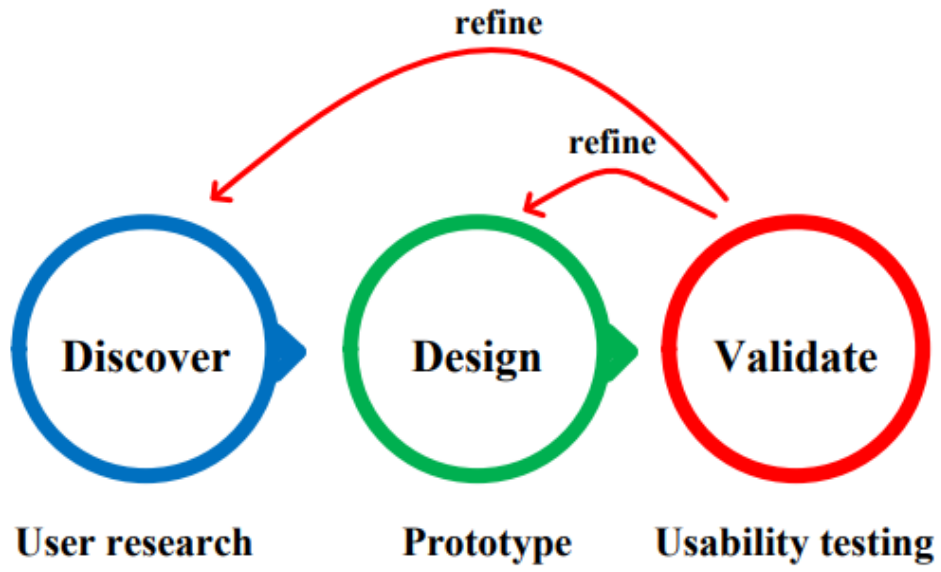 refine
refine
Discover
Design
Validate
User research
Prototype
Usability testing